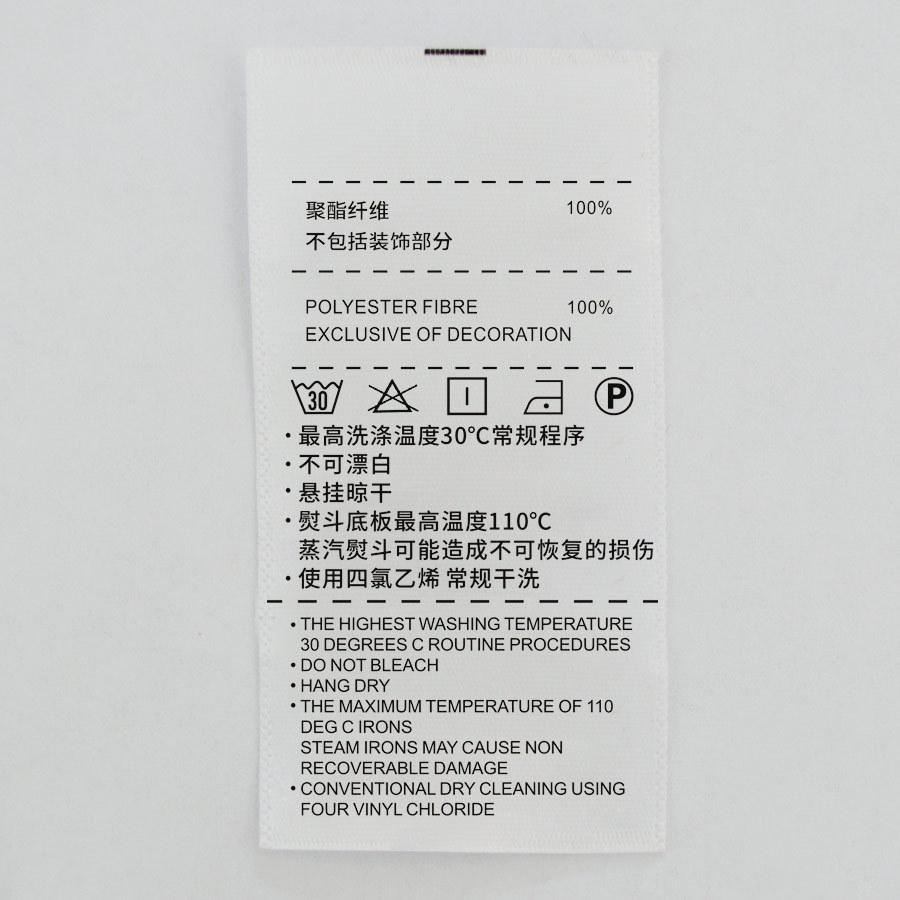 聚酯纤维 100%
不包括装饰部分
POLYESTER FIBRE 100%
EXCLUSIVE OF DECORATION
30 P
·最高洗涤温度30℃常规程序
·不可漂白
·悬挂晾干
·熨斗底板最高温度110℃
蒸汽熨斗可能造成不可恢复的损伤
·使用四氯乙烯 常规干洗
•THE HIGHEST WASHING TEMPERATURE
30 DEGREES C ROUTINE PROCEDURES
•DO NOT BLEACH
•HANG DRY
•THE MAXIMUM TEMPERATURE OF 110
DEG C IRONS
STEAM IRONS MAY CAUSE NON
RECOVERABLE DAMAGE
•CONVENTIONAL DRY CLEANING USING
FOUR VINYL CHLORIDE